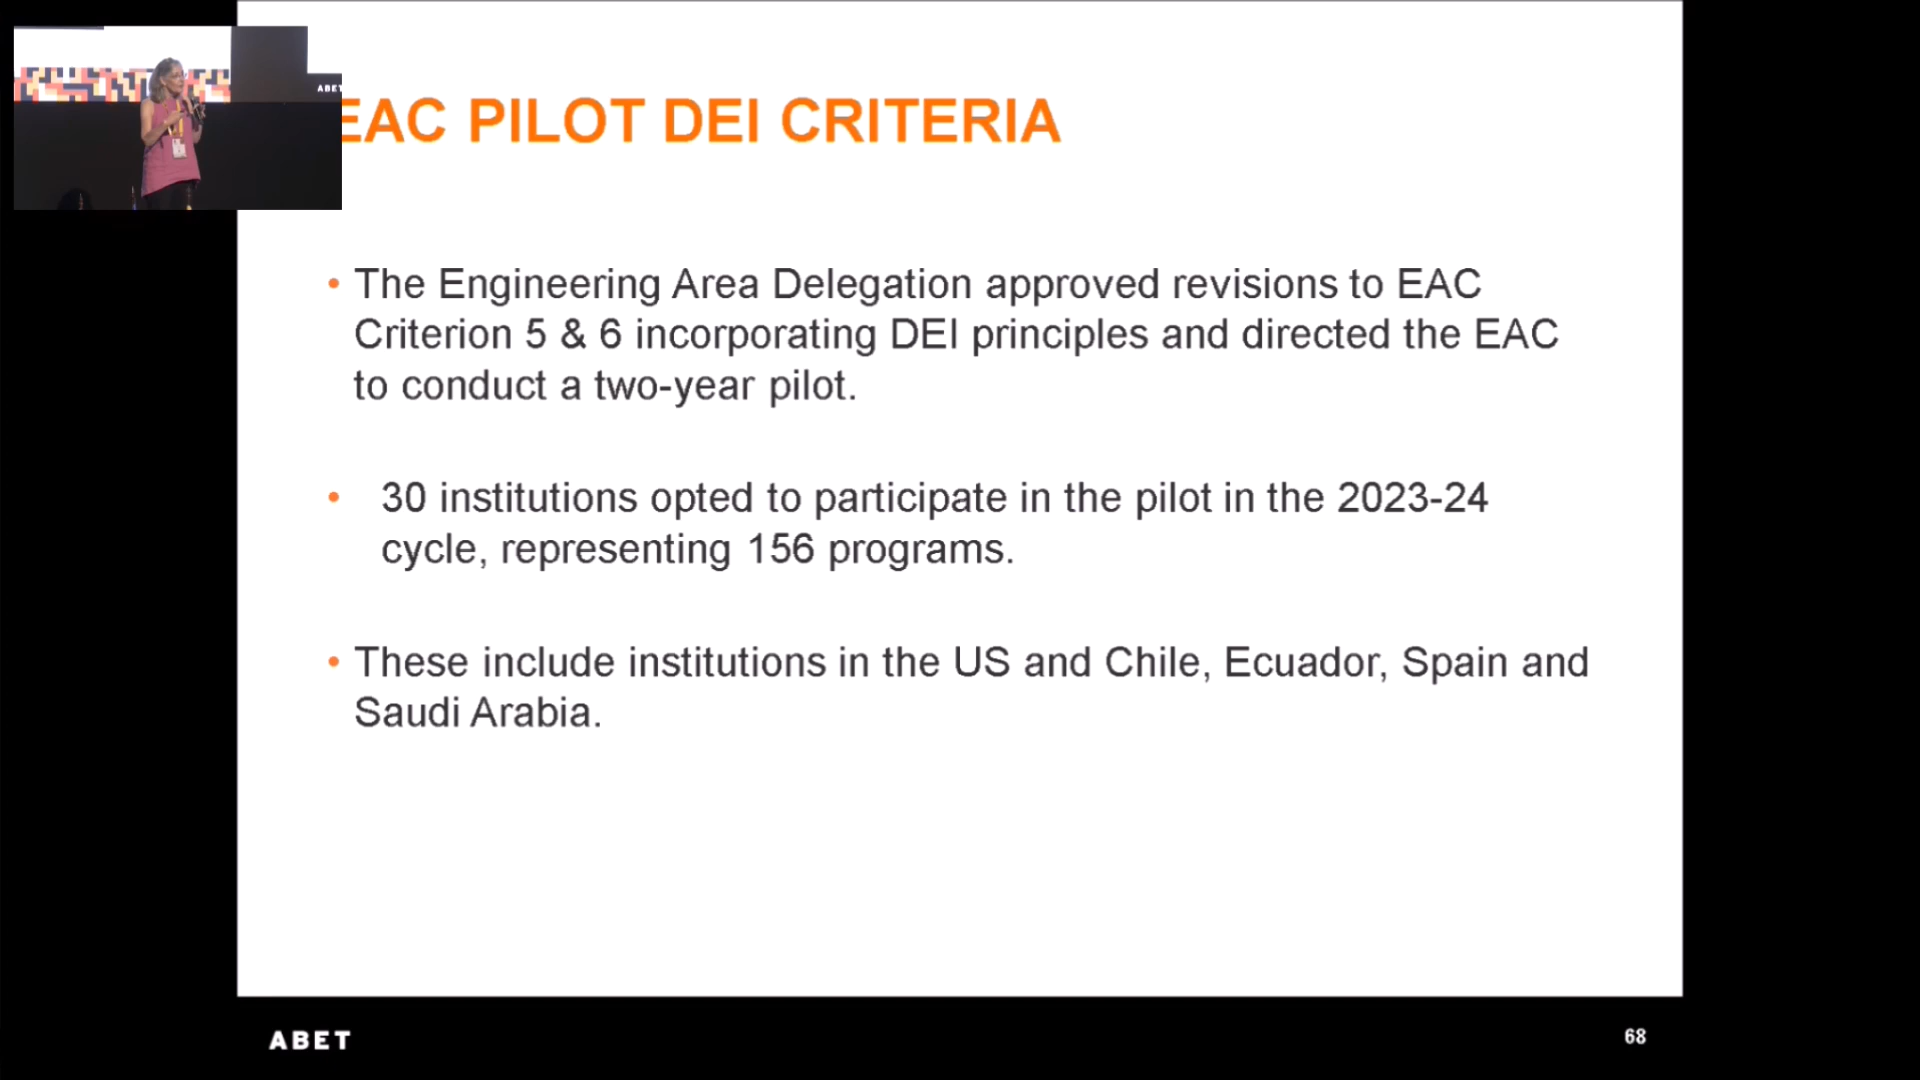 ABET
EAC PILOT DEI CRITERIA
• The Engineering Area Delegation approved revisions to EAC
Criterion 5 & 6 incorporating DEI principles and directed the EAC
to conduct a two-year pilot.
• 30 institutions opted to participate in the pilot in the 2023-24
cycle, representing 156 programs.
• These include institutions in the US and Chile, Ecuador, Spain and
Saudi Arabia.
ABET
68